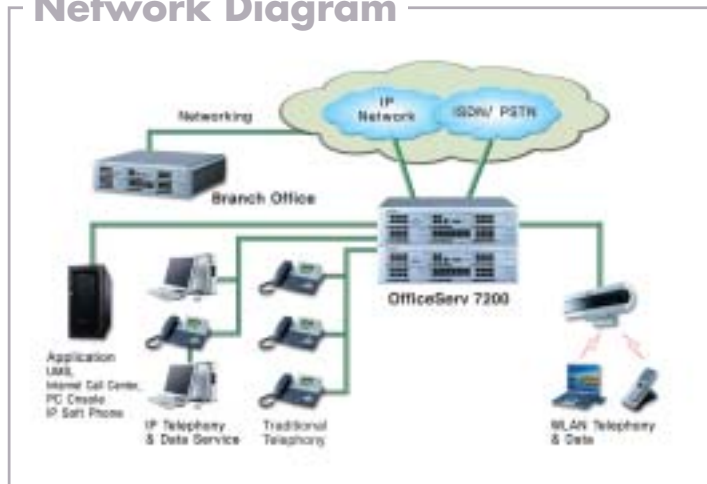 Network Diagram
IP
Network
ISDN/ PSTN
Networking
Branch Office
OfficeServ 7200
Application
UMS,
Internet Call Center,
PC Console
IP Soft Phone
IP Telephony
& Data Service
Traditional
Telephony
WLAN Telephony
& Data